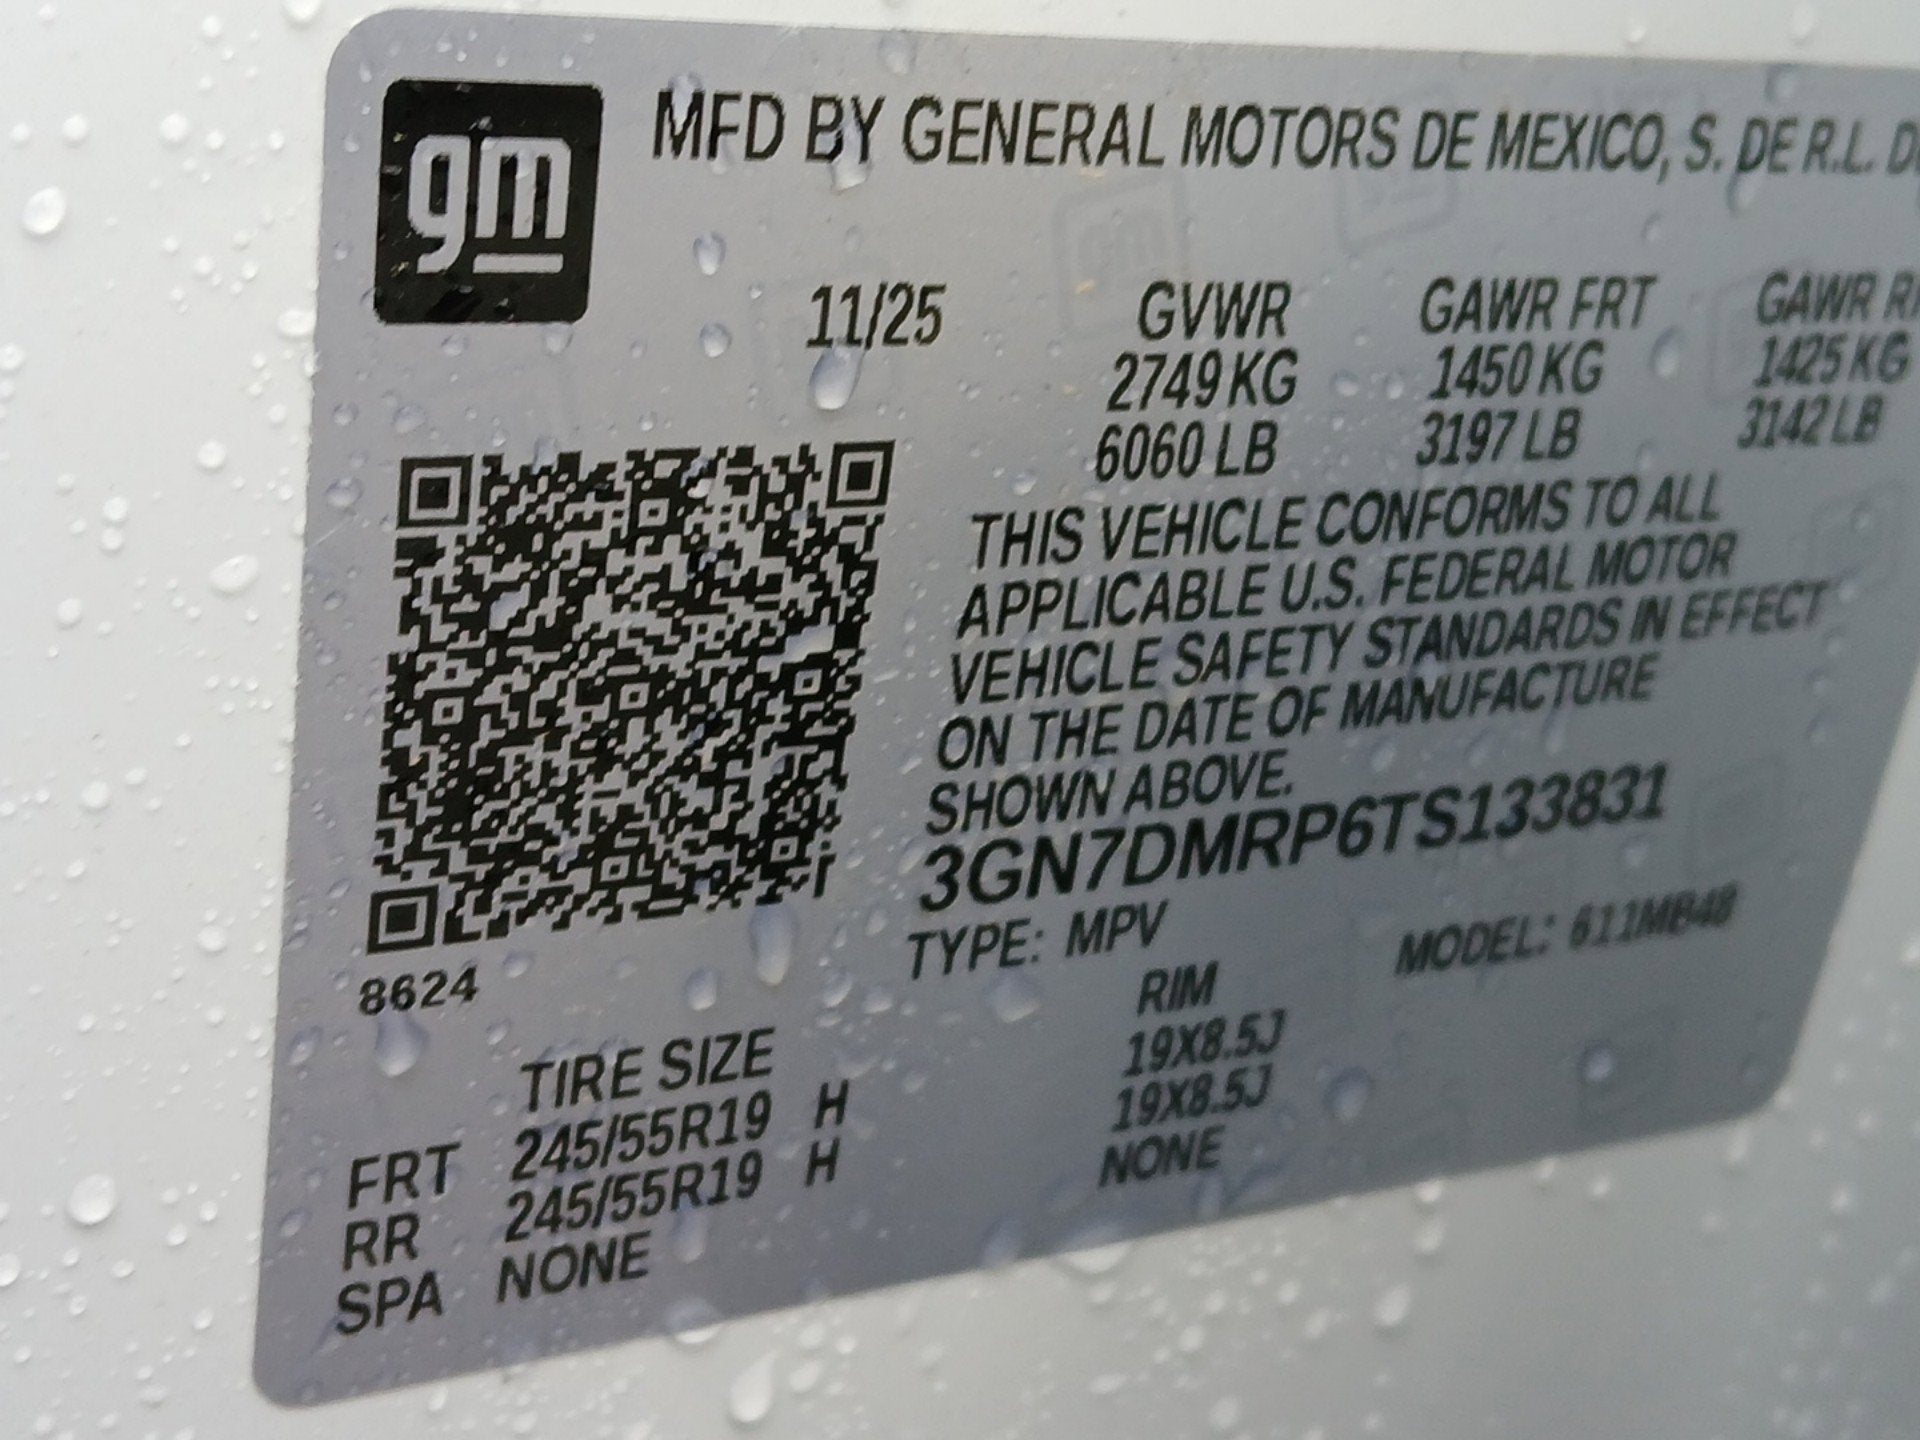 gm
MFD BY GENERAL MOTORS DE MEXICO, S. DE R.L.
11/25 GVWR GAWR FRT GAWR
2749 KG 1450 KG 1425 KG
6060 LB 3197 LB 3142 LB
THIS VEHICLE CONFORMS TO ALL
APPLICABLE U.S. FEDERAL MOTOR
VEHICLE SAFETY STANDARDS IN EFFECT
ON THE DATE OF MANUFACTURE
SHOWN ABOVE.
3GN7DMRP6TS133831
TYPE: MPV MODEL: 611MB48
8624
TIRE SIZE RIM
FRT 245/55R19 H 19X8.5J
RR 245/55R19 H 19X8.5J
SPA NONE NONE